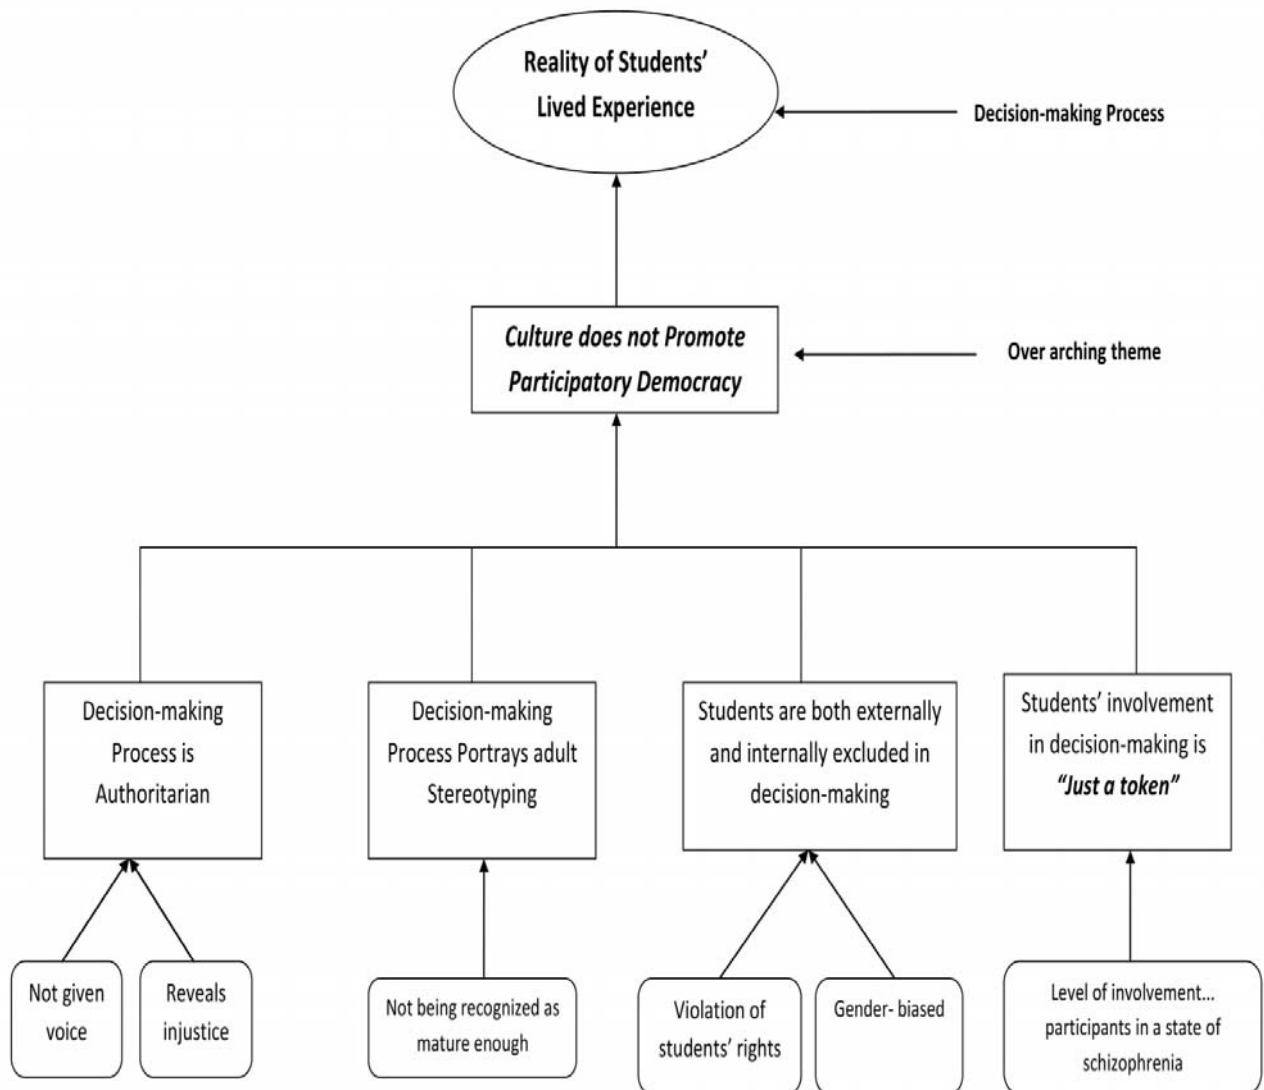 Reality of Students’
Lived Experience
Decision-making Process
Culture does not Promote
Participatory Democracy
Over arching theme
Decision-making
Process is
Authoritarian
Decision-making
Process Portrays adult
Stereotyping
Students are both externally
and internally excluded in
decision-making
Students’ involvement
in decision-making is
“Just a token”
Not given
voice
Reveals
injustice
Not being recognized as
mature enough
Violation of
students’ rights
Gender- biased
Level of involvement...
participants in a state of
schizophrenia